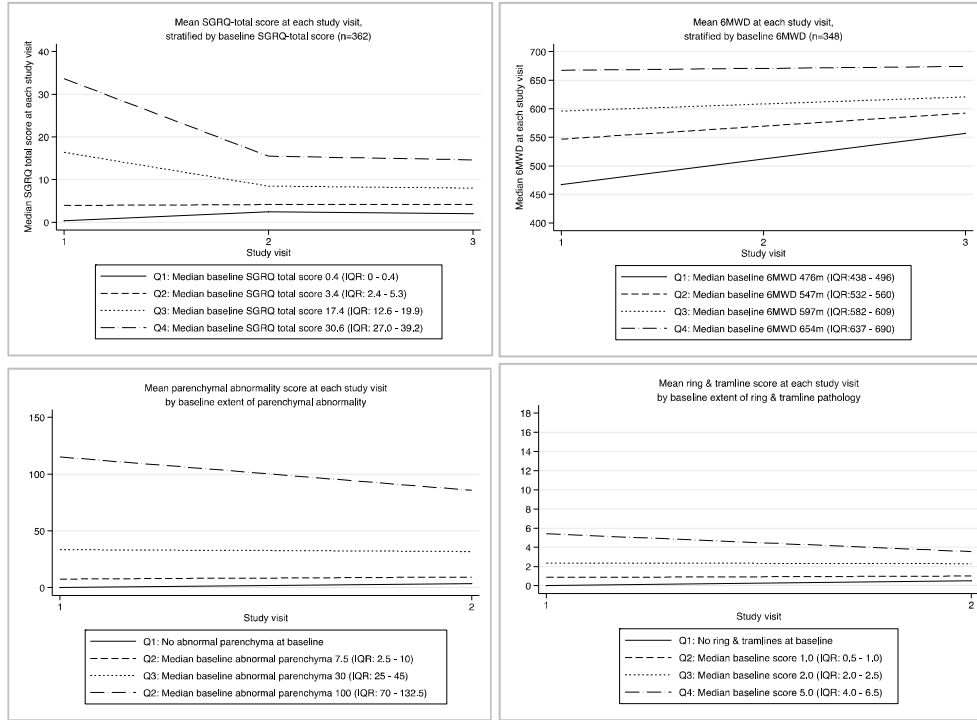 Mean SGRQ-total score at each study visit,
stratified by baseline SGRQ-total score (n=362)
Median SGRQ total score at each study visit
40
30
20
10
0
1
2
3
Study visit
Q1: Median baseline SGRQ total score 0.4 (IQR: 0 - 0.4)
Q2: Median baseline SGRQ total score 3.4 (IQR: 2.4 - 5.3)
Q3: Median baseline SGRQ total score 17.4 (IQR: 12.6 - 19.9)
Q4: Median baseline SGRQ total score 30.6 (IQR: 27.0 - 39.2)
Mean 6MWD at each study visit,
stratified by baseline 6MWD (n=348)
Median 6MWD at each study visit
700
650
600
550
500
450
400
1
2
3
Study visit
Q1: Median baseline 6MWD 476m (IQR:438 - 496)
Q2: Median baseline 6MWD 547m (IQR:532 - 560)
Q3: Median baseline 6MWD 597m (IQR:582 - 609)
Q4: Median baseline 6MWD 654m (IQR:637 - 690)
Mean parenchymal abnormality score at each study visit
by baseline extent of parenchymal abnormality
150
100
50
0
1
2
Study visit
Q1: No abnormal parenchyma at baseline
Q2: Median baseline abnormal parenchyma 7.5 (IQR: 2.5 - 10)
Q3: Median baseline abnormal parenchyma 30 (IQR: 25 - 45)
Q2: Median baseline abnormal parenchyma 100 (IQR: 70 - 132.5)
Mean ring & tramline score at each study visit
by baseline extent of ring & tramline pathology
18
16
14
12
10
8
6
4
2
0
1
2
Study visit
Q1: No ring & tramlines at baseline
Q2: Median baseline score 1.0 (IQR: 0.5 - 1.0)
Q3: Median baseline score 2.0 (IQR: 2.0 - 2.5)
Q4: Median baseline score 5.0 (IQR: 4.0 - 6.5)